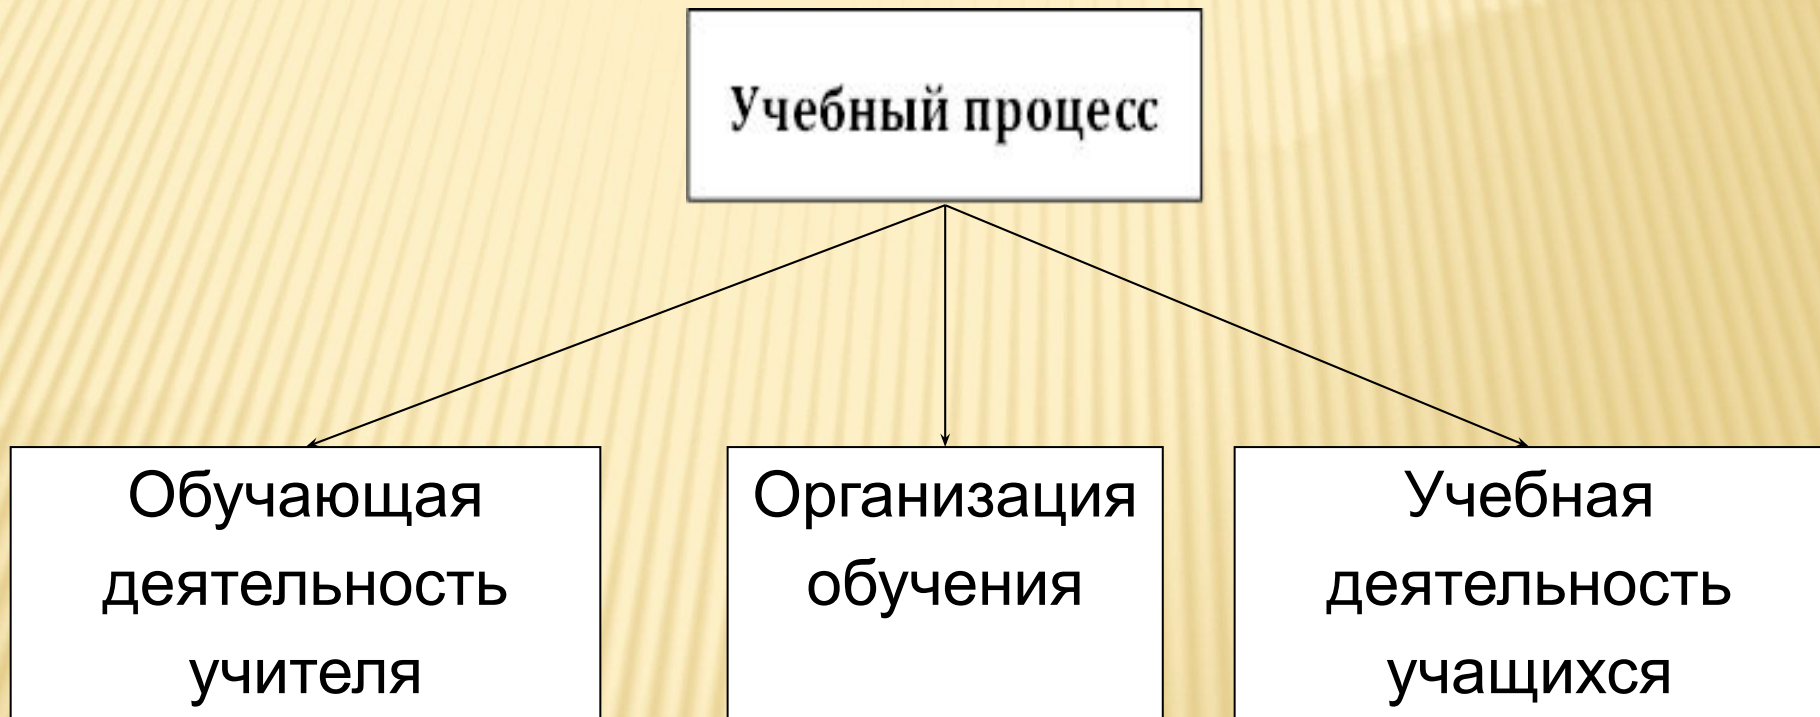 Учебный процесс
Обучающая
деятельность
учителя
Организация
обучения
Учебная
деятельность
учащихся